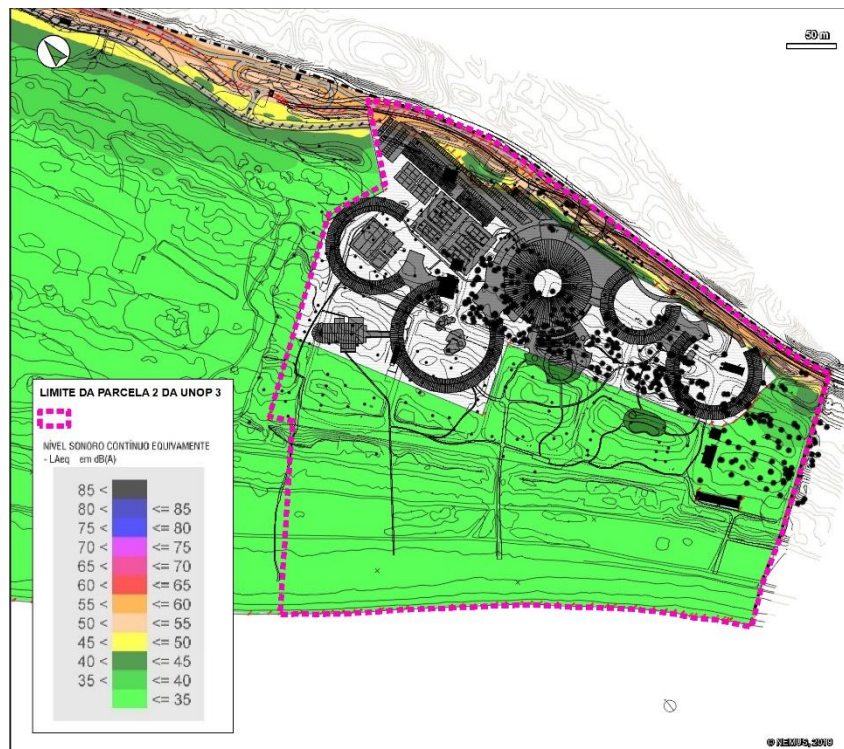 50 m
LIMITE DA PARCELA 2 DA UNOP 3
NÍVEL SONORO CONTÍNUO EQUIVAMENTE
- LAeq em dB(A)
85 <
80 < <= 85
75 < <= 80
70 < <= 75
65 < <= 70
60 < <= 65
55 < <= 60
50 < <= 55
45 < <= 50
40 < <= 45
35 < <= 40
<= 35
© NEMUS, 2019